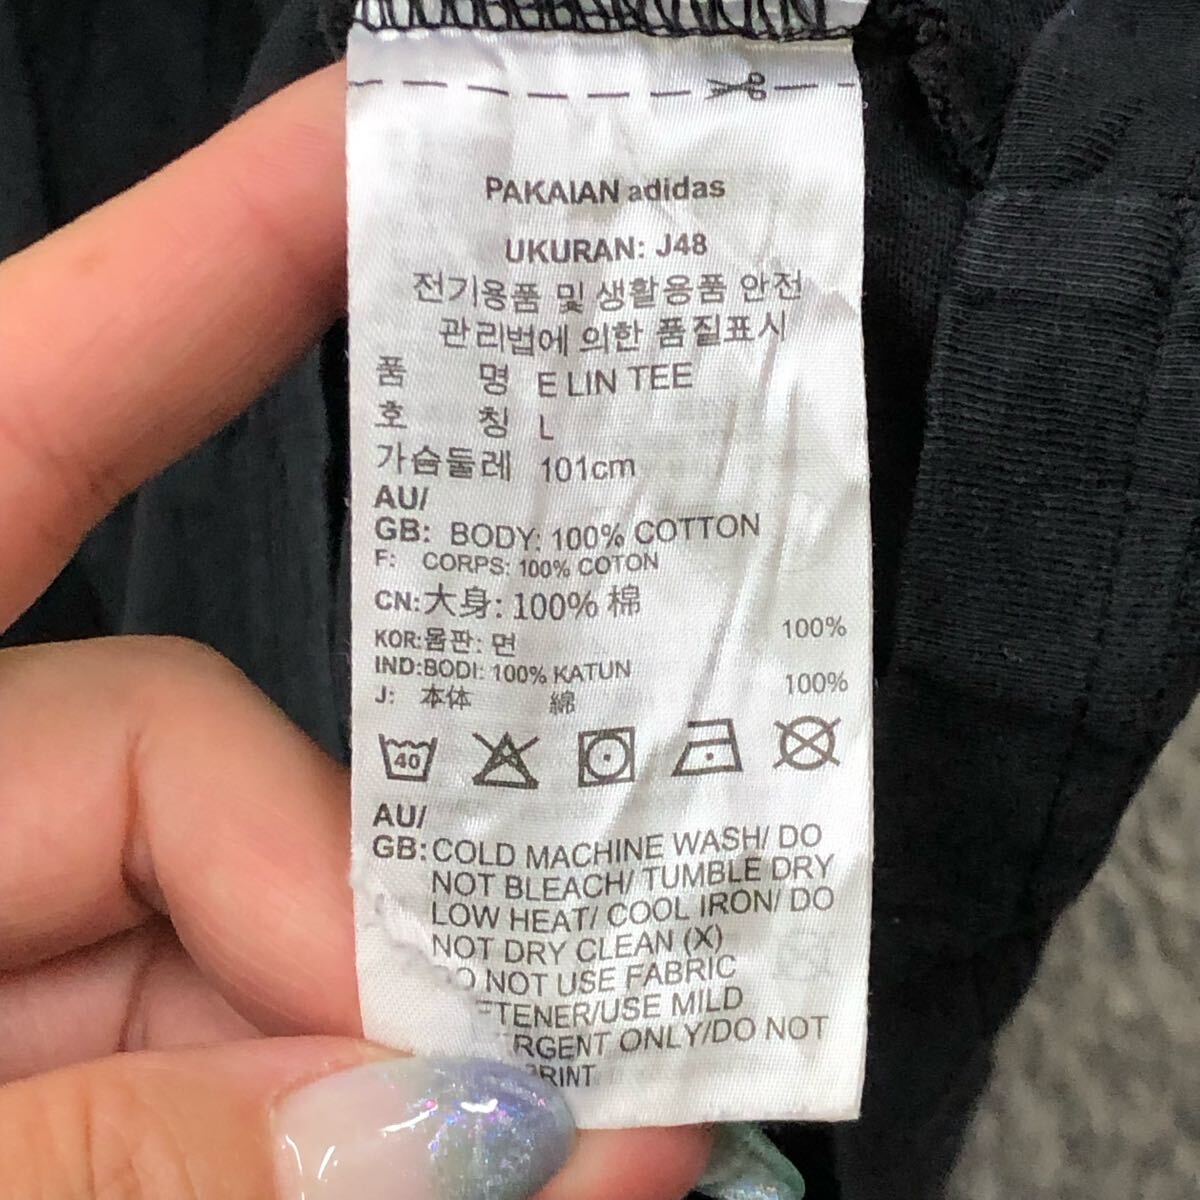 PAKAIAN adidas
UKURAN: J48
전기용품 및 생활용품 안전
관리법에 의한 품질표시
품 명 E LIN TEE
호 칭 L
가슴둘레 101cm
AU/
GB: BODY: 100% COTTON
F: CORPS: 100% COTON
CN:大身: 100% 棉
KOR:몸판: 면 100%
IND:BODI: 100% KATUN
J: 本体 綿 100%
40
AU/
GB:COLD MACHINE WASH/ DO
NOT BLEACH/ TUMBLE DRY
LOW HEAT/ COOL IRON/ DO
NOT DRY CLEAN (X)
NOT USE FABRIC
MILD
ONLY/DO NOT